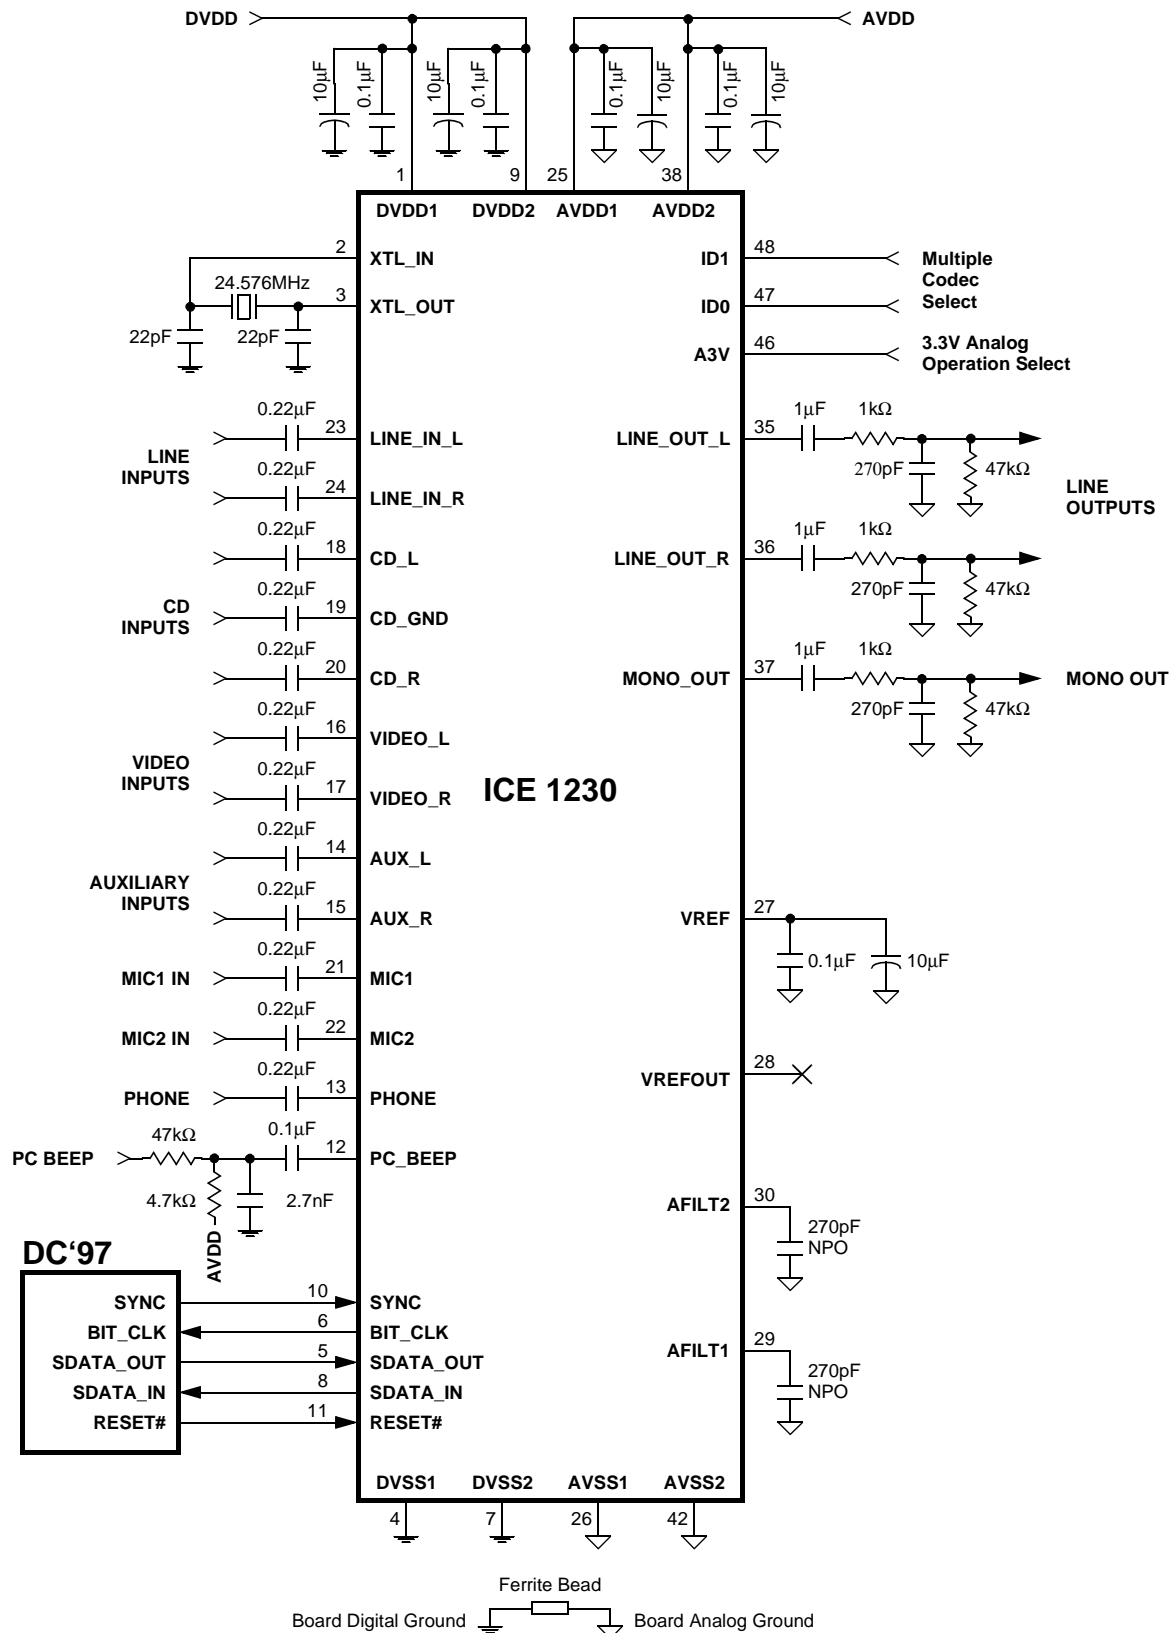 DVDD
AVDD
10μF
0.1μF
10μF
0.1μF
0.1μF
10μF
0.1μF
10μF
1
9
25
38
DVDD1
DVDD2
AVDD1
AVDD2
2
XTL_IN
24.576MHz
3
XTL_OUT
22pF
22pF
ID1
48
Multiple
Codec
Select
ID0
47
A3V
46
3.3V Analog
Operation Select
LINE
INPUTS
0.22μF
23
LINE_IN_L
0.22μF
24
LINE_IN_R
CD
INPUTS
0.22μF
18
CD_L
0.22μF
19
CD_GND
0.22μF
20
CD_R
VIDEO
INPUTS
0.22μF
16
VIDEO_L
0.22μF
17
VIDEO_R
AUXILIARY
INPUTS
0.22μF
14
AUX_L
0.22μF
15
AUX_R
MIC1 IN
0.22μF
21
MIC1
MIC2 IN
0.22μF
22
MIC2
PHONE
0.22μF
13
PHONE
PC BEEP
47kΩ
0.1μF
12
PC_BEEP
4.7kΩ
2.7nF
AVDD
ICE 1230
LINE_OUT_L
35
1μF
1kΩ
270pF
47kΩ
LINE
OUTPUTS
LINE_OUT_R
36
1μF
1kΩ
270pF
47kΩ
MONO_OUT
37
1μF
1kΩ
270pF
47kΩ
MONO OUT
VREF
27
0.1μF
10μF
VREFOUT
28
AFILT2
30
270pF
NPO
AFILT1
29
270pF
NPO
DC‘97
SYNC
10
SYNC
BIT_CLK
6
BIT_CLK
SDATA_OUT
5
SDATA_OUT
SDATA_IN
8
SDATA_IN
RESET#
11
RESET#
DVSS1
DVSS2
AVSS1
AVSS2
4
7
26
42
Ferrite Bead
Board Digital Ground
Board Analog Ground